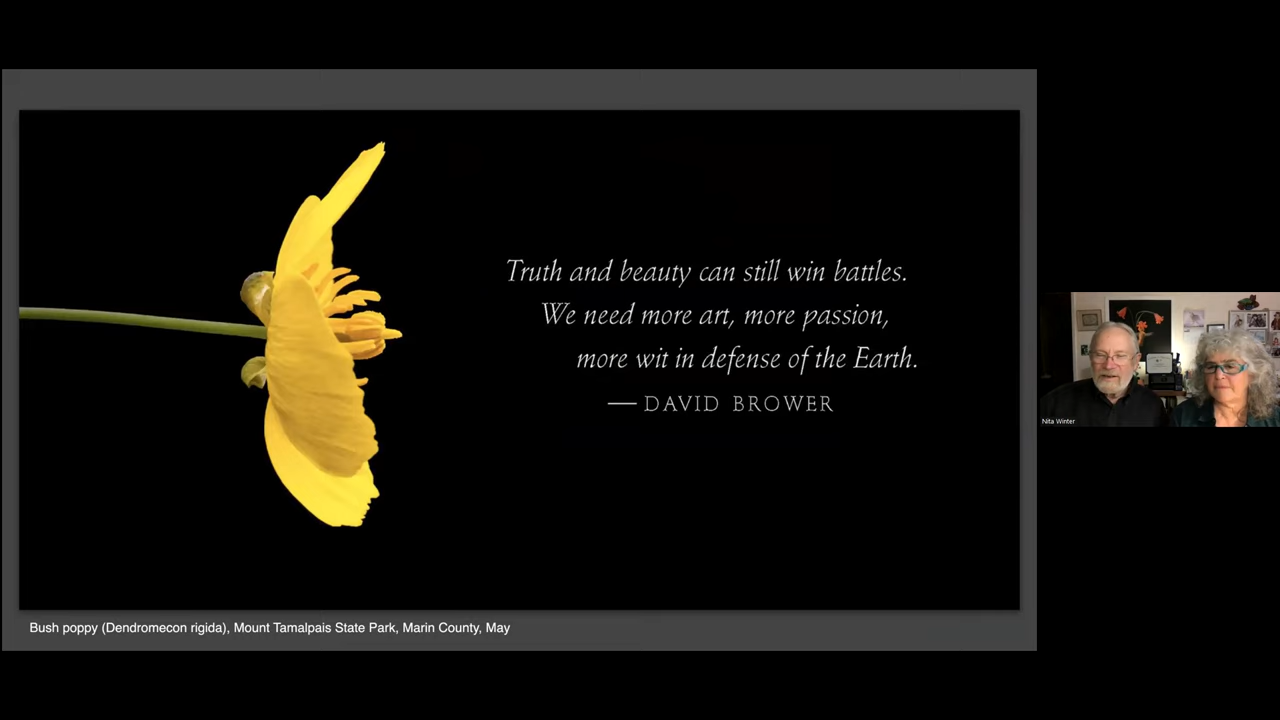 Truth and beauty can still win battles.
We need more art, more passion,
more wit in defense of the Earth.
— DAVID BROWER
Bush poppy (Dendromecon rigida), Mount Tamalpais State Park, Marin County, May
Nita Winter